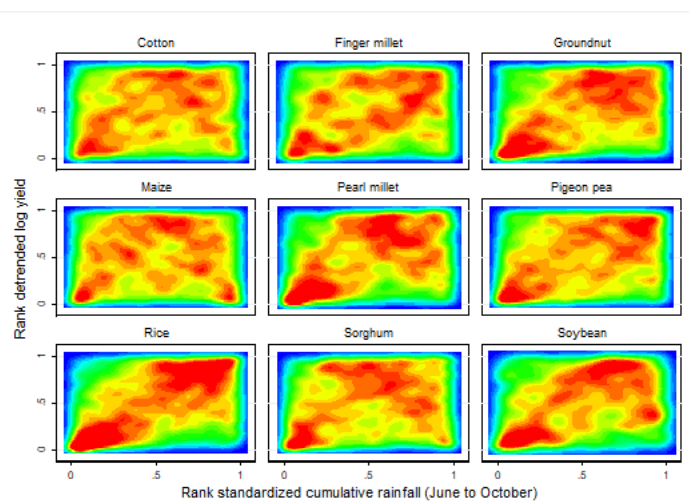 Cotton Finger millet Groundnut
1
.5
0
Maize Pearl millet Pigeon pea
1
.5
0
Rice Sorghum Soybean
1
.5
0
0 .5 1 0 .5 1 0 .5 1
Rank detrended log yield
Rank standardized cumulative rainfall (June to October)